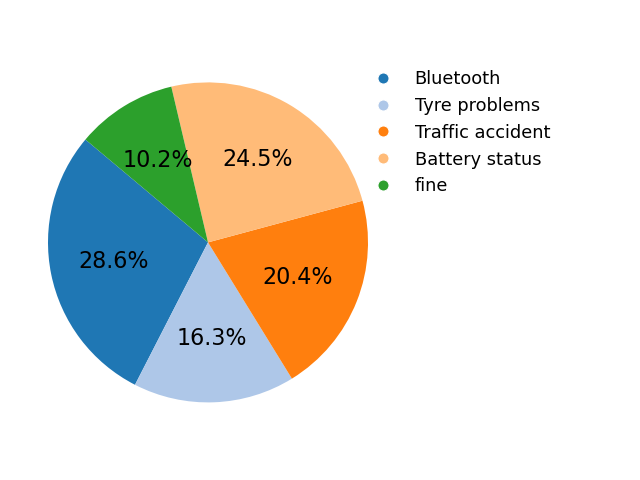 Bluetooth
Tyre problems
Traffic accident
Battery status
fine
10.2%
24.5%
28.6%
20.4%
16.3%